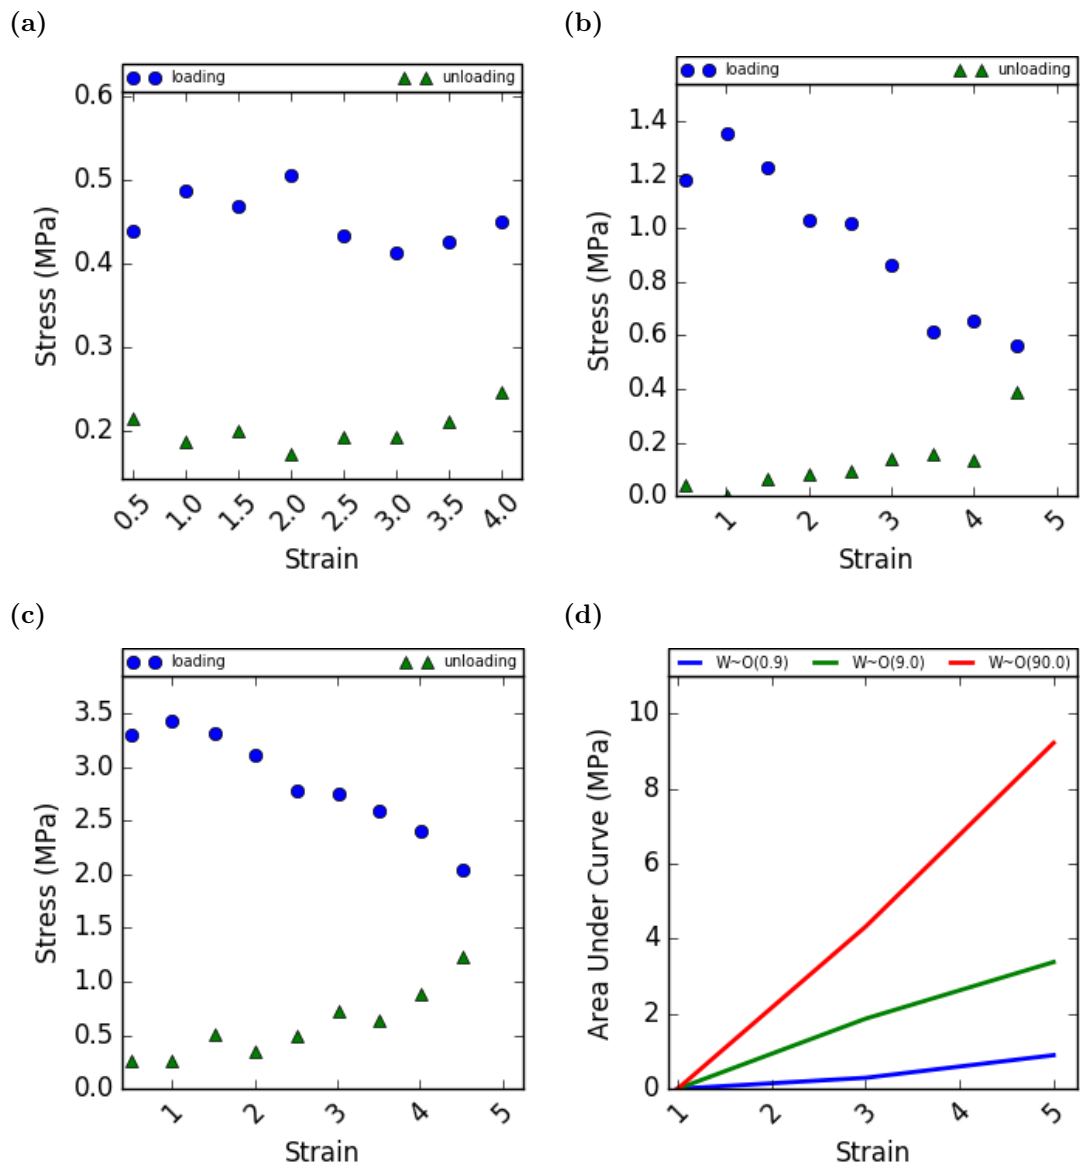 (a)
loading unloading
0.6
0.5
0.4
0.3
0.2
Stress (MPa)
0.5 1.0 1.5 2.0 2.5 3.0 3.5 4.0
Strain
(b)
loading unloading
1.4
1.2
1.0
0.8
0.6
0.4
0.2
0.0
Stress (MPa)
1 2 3 4 5
Strain
(c)
loading unloading
3.5
3.0
2.5
2.0
1.5
1.0
0.5
0.0
Stress (MPa)
1 2 3 4 5
Strain
(d)
W~O(0.9) W~O(9.0) W~O(90.0)
10
8
6
4
2
0
Area Under Curve (MPa)
1 2 3 4 5
Strain